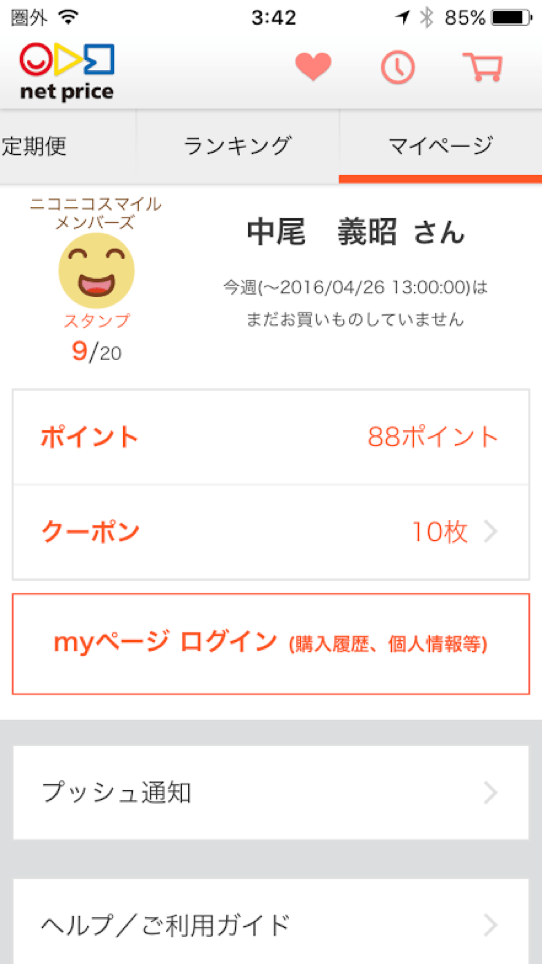 圏外 3:42 85%
net price
定期便 ランキング マイページ
ニコニコスマイル
メンバーズ
スタンプ
9/20
中尾 義昭 さん
今週(〜2016/04/26 13:00:00)は
まだお買いものしていません
ポイント 88ポイント
クーポン 10枚
myページ ログイン (購入履歴、個人情報等)
プッシュ通知
ヘルプ／ご利用ガイド